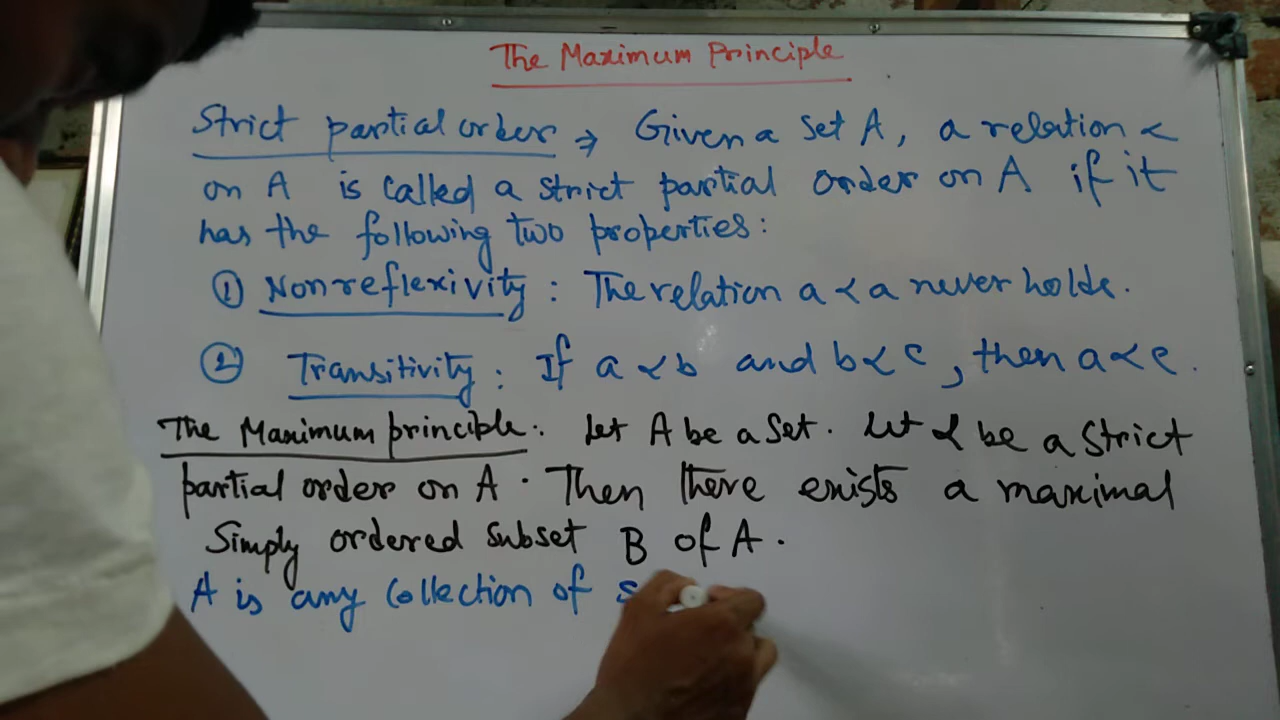 The Maximum Principle
Strict partial order → Given a set A, a relation <
on A is called a strict partial order on A if it
has the following two properties:
① Nonreflexivity: The relation a < a never holds.
② Transitivity: If a < b and b < c, then a < c.
The Maximum principle: Let A be a set. Let < be a strict
partial order on A. Then there exists a maximal
Simply ordered subset B of A.
A is any collection of